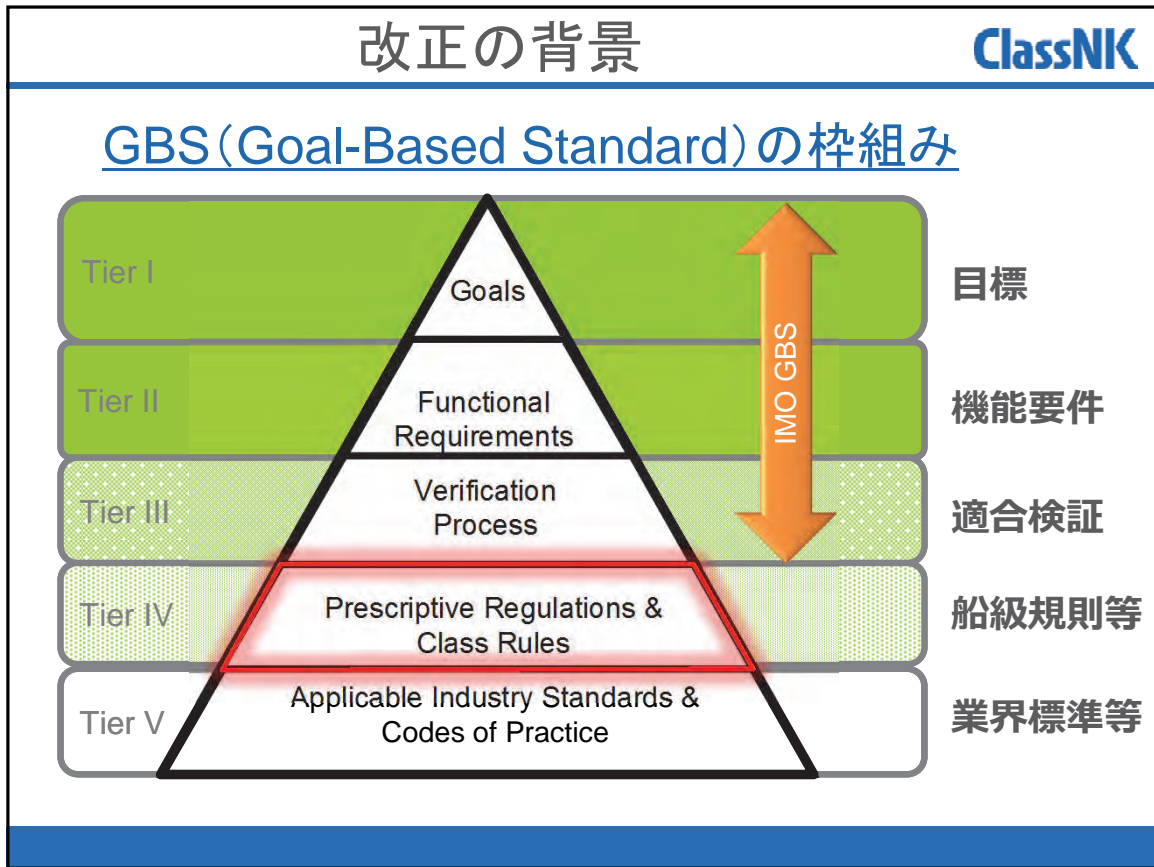 改正の背景
ClassNK
GBS(Goal-Based Standard)の枠組み
Tier I
Goals
目標
Tier II
Functional
Requirements
機能要件
IMO GBS
Tier III
Verification
Process
適合検証
Tier IV
Prescriptive Regulations &
Class Rules
船級規則等
Tier V
Applicable Industry Standards &
Codes of Practice
業界標準等